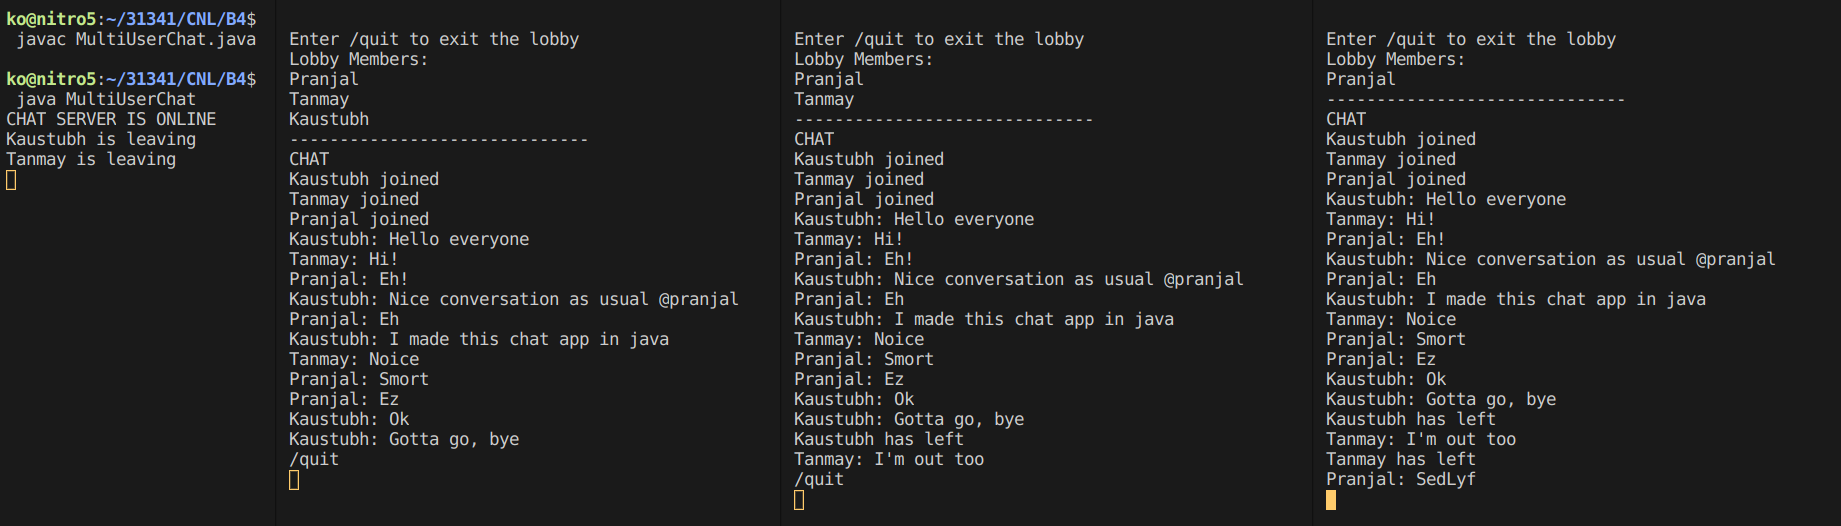 ko@nitro5:~/31341/CNL/B4$
 javac MultiUserChat.java
ko@nitro5:~/31341/CNL/B4$
 java MultiUserChat
CHAT SERVER IS ONLINE
Kaustubh is leaving
Tanmay is leaving
Enter /quit to exit the lobby
Lobby Members:
Pranjal
Tanmay
Kaustubh
------------------------------
CHAT
Kaustubh joined
Tanmay joined
Pranjal joined
Kaustubh: Hello everyone
Tanmay: Hi!
Pranjal: Eh!
Kaustubh: Nice conversation as usual @pranjal
Pranjal: Eh
Kaustubh: I made this chat app in java
Tanmay: Noice
Pranjal: Smort
Pranjal: Ez
Kaustubh: Ok
Kaustubh: Gotta go, bye
/quit
Enter /quit to exit the lobby
Lobby Members:
Pranjal
Tanmay
------------------------------
CHAT
Kaustubh joined
Tanmay joined
Pranjal joined
Kaustubh: Hello everyone
Tanmay: Hi!
Pranjal: Eh!
Kaustubh: Nice conversation as usual @pranjal
Pranjal: Eh
Kaustubh: I made this chat app in java
Tanmay: Noice
Pranjal: Smort
Pranjal: Ez
Kaustubh: Ok
Kaustubh: Gotta go, bye
Kaustubh has left
Tanmay: I'm out too
/quit
Enter /quit to exit the lobby
Lobby Members:
Pranjal
------------------------------
CHAT
Kaustubh joined
Tanmay joined
Pranjal joined
Kaustubh: Hello everyone
Tanmay: Hi!
Pranjal: Eh!
Kaustubh: Nice conversation as usual @pranjal
Pranjal: Eh
Kaustubh: I made this chat app in java
Tanmay: Noice
Pranjal: Smort
Pranjal: Ez
Kaustubh: Ok
Kaustubh: Gotta go, bye
Kaustubh has left
Tanmay: I'm out too
Tanmay has left
Pranjal: SedLyf